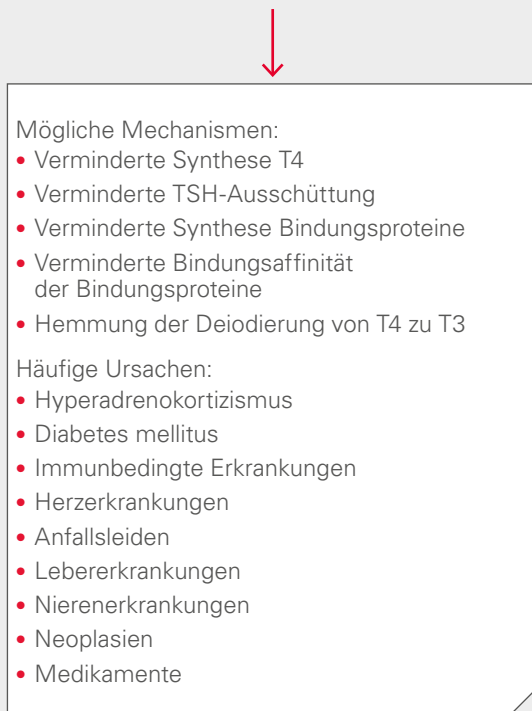 Mögliche Mechanismen:
• Verminderte Synthese T4
• Verminderte TSH-Ausschüttung
• Verminderte Synthese Bindungsproteine
• Verminderte Bindungsaffinität
der Bindungsproteine
• Hemmung der Deiodierung von T4 zu T3
Häufige Ursachen:
• Hyperadrenokortizismus
• Diabetes mellitus
• Immunbedingte Erkrankungen
• Herzerkrankungen
• Anfallsleiden
• Lebererkrankungen
• Nierenerkrankungen
• Neoplasien
• Medikamente